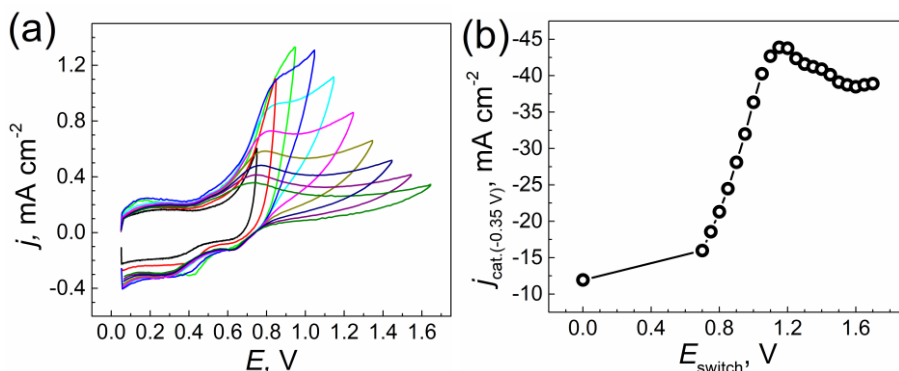 (a)
j, mA cm-2
1.2
0.8
0.4
0.0
-0.4
0.0 0.2 0.4 0.6 0.8 1.0 1.2 1.4 1.6
E, V
(b)
jcat.(-0.35 V), mA cm-2
-45
-40
-35
-30
-25
-20
-15
-10
0.0 0.4 0.8 1.2 1.6
Eswitch, V